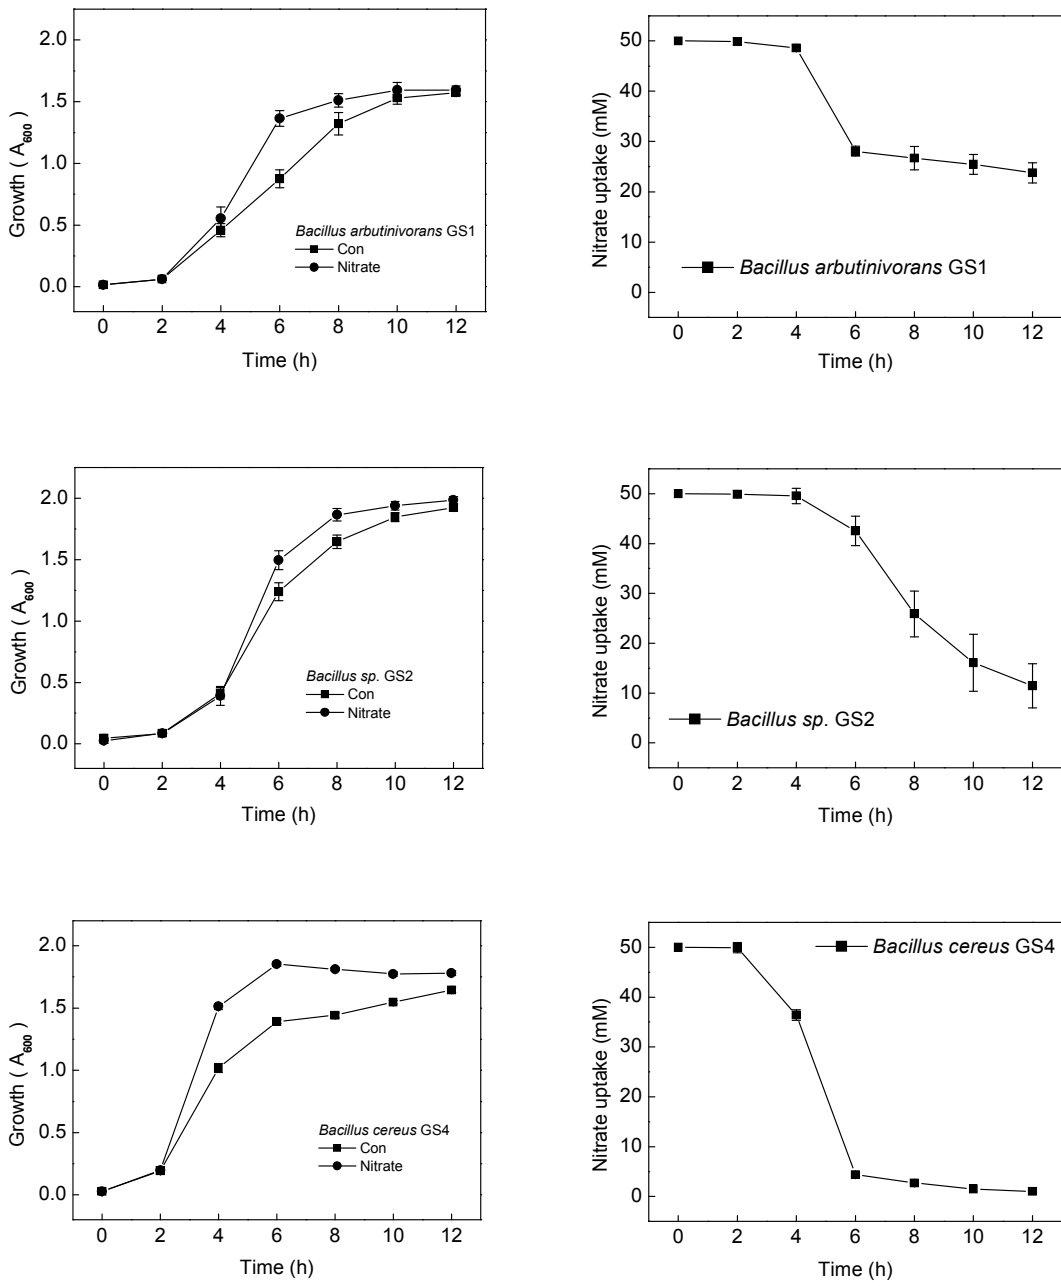 2.0
1.5
1.0
0.5
0.0
Growth ( A600 )
Bacillus arbutinivorans GS1
Con
Nitrate
0 2 4 6 8 10 12
Time (h)
50
40
30
20
10
0
Nitrate uptake (mM)
Bacillus arbutinivorans GS1
0 2 4 6 8 10 12
Time (h)
2.0
1.5
1.0
0.5
0.0
Growth ( A600 )
Bacillus sp. GS2
Con
Nitrate
0 2 4 6 8 10 12
Time (h)
50
40
30
20
10
0
Nitrate uptake (mM)
Bacillus sp. GS2
0 2 4 6 8 10 12
Time (h)
2.0
1.5
1.0
0.5
0.0
Growth ( A600 )
Bacillus cereus GS4
Con
Nitrate
0 2 4 6 8 10 12
Time (h)
50
40
30
20
10
0
Nitrate uptake (mM)
Bacillus cereus GS4
0 2 4 6 8 10 12
Time (h)